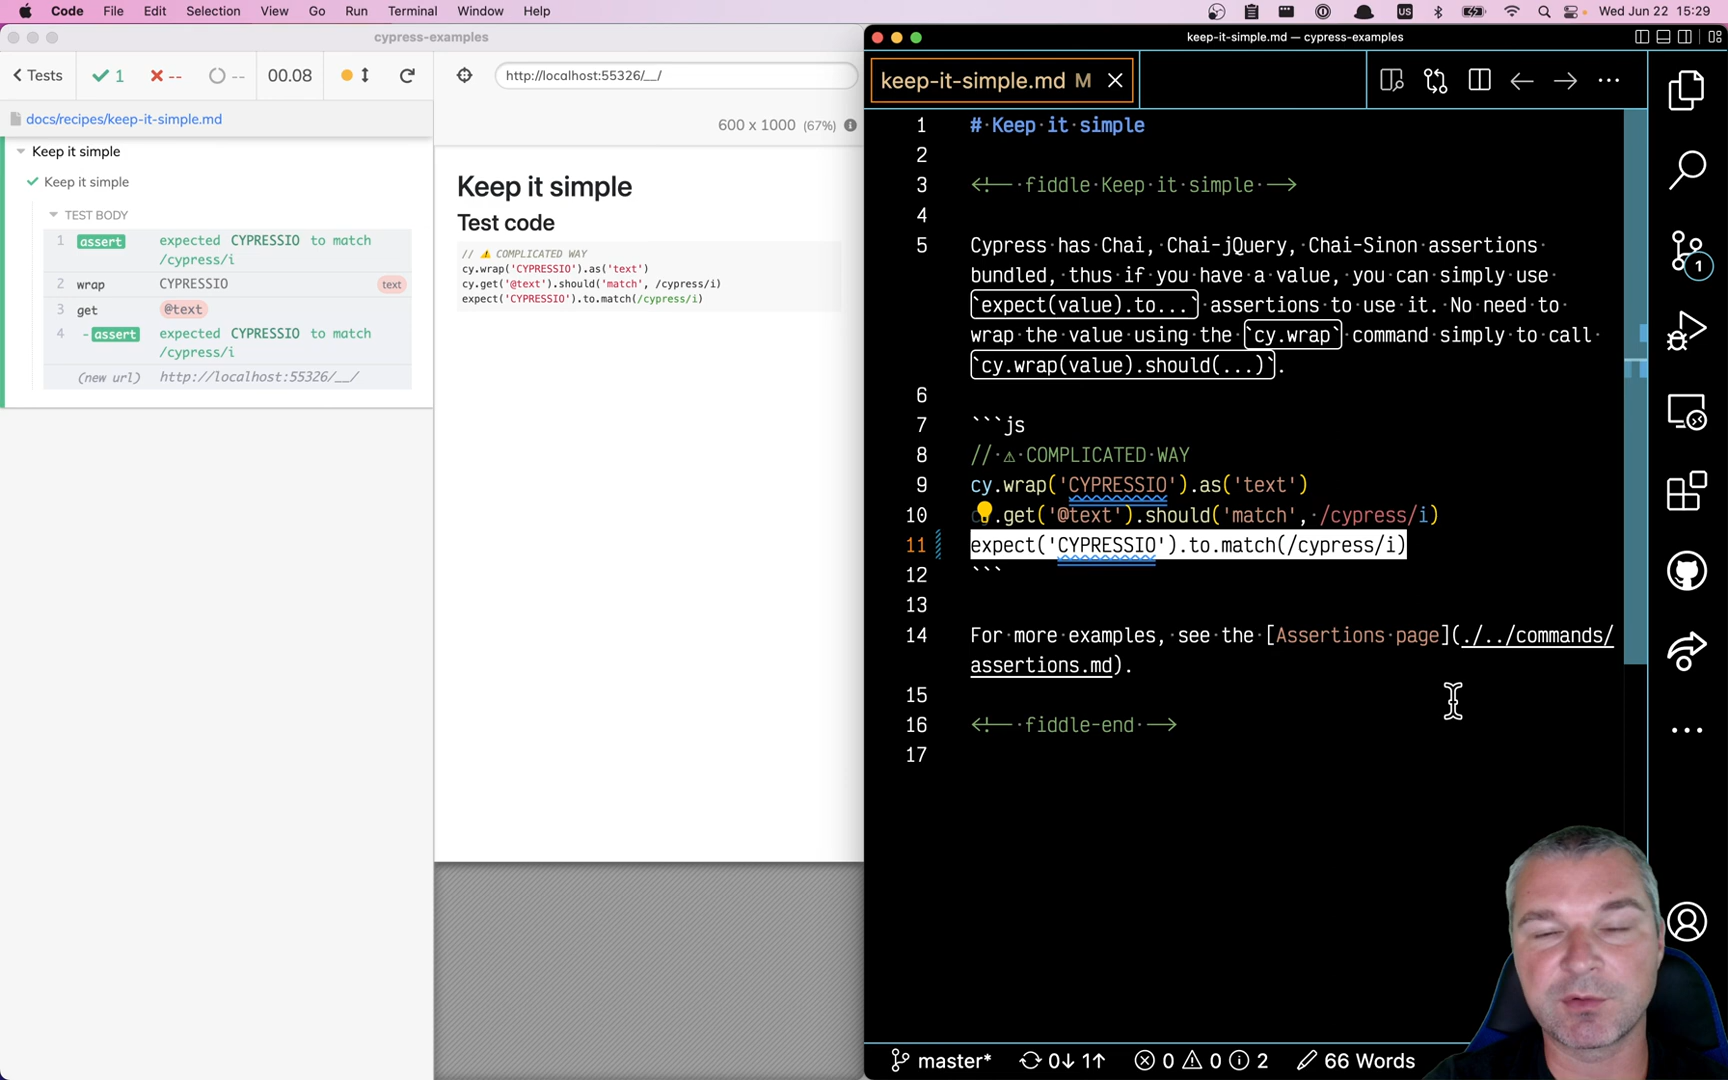 Code File Edit Selection View Go Run Terminal Window Help
US Wed Jun 22 15:29
cypress-examples
Tests 1 -- -- 00.08
http://localhost:55326/__/
docs/recipes/keep-it-simple.md
600 x 1000 (67%)
Keep it simple
Keep it simple
TEST BODY
1 assert expected CYPRESSIO to match
/cypress/i
2 wrap CYPRESSIO text
3 get @text
4 -assert expected CYPRESSIO to match
/cypress/i
(new url) http://localhost:55326/__/
Keep it simple
Test code
// ⚠️ COMPLICATED WAY
cy.wrap('CYPRESSIO').as('text')
cy.get('@text').should('match', /cypress/i)
expect('CYPRESSIO').to.match(/cypress/i)
keep-it-simple.md — cypress-examples
keep-it-simple.md M
1 # Keep it simple
2
3 <!-- fiddle Keep it simple -->
4
5 Cypress has Chai, Chai-jQuery, Chai-Sinon assertions
bundled, thus if you have a value, you can simply use
`expect(value).to...` assertions to use it. No need to
wrap the value using the `cy.wrap` command simply to call
`cy.wrap(value).should(...)`.
6
7 ```js
8 // ⚠ COMPLICATED WAY
9 cy.wrap('CYPRESSIO').as('text')
10 cy.get('@text').should('match', /cypress/i)
11 expect('CYPRESSIO').to.match(/cypress/i)
12 ```
13
14 For more examples, see the [Assertions page](./../commands/
assertions.md).
15
16 <!-- fiddle-end -->
17
1
master* 0↓ 1↑ 0 0 2 66 Words